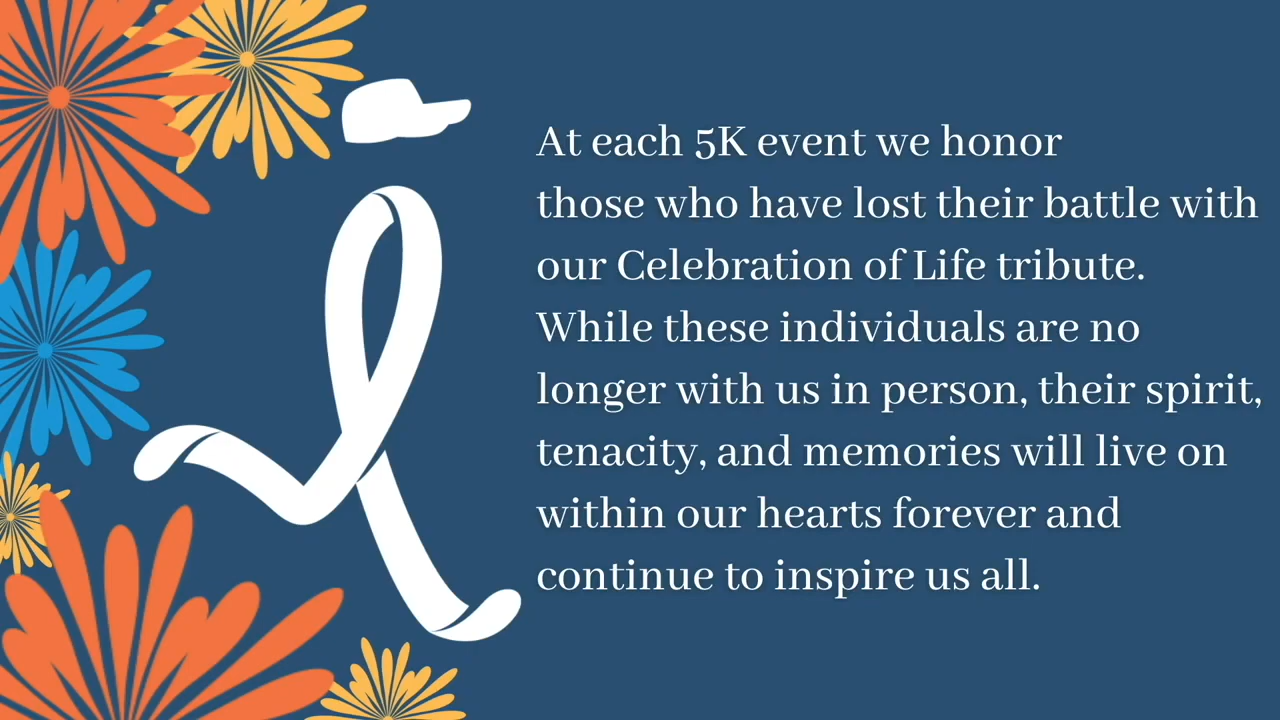 At each 5K event we honor
those who have lost their battle with
our Celebration of Life tribute.
While these individuals are no
longer with us in person, their spirit,
tenacity, and memories will live on
within our hearts forever and
continue to inspire us all.